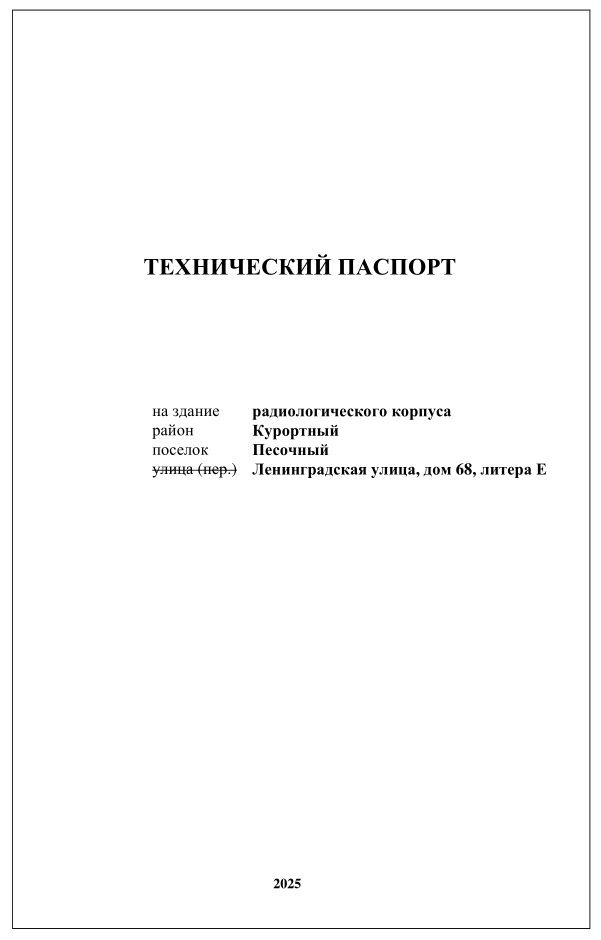 ТЕХНИЧЕСКИЙ ПАСПОРТ
на здание радиологического корпуса
район Курортный
поселок Песочный
улица (пер.) Ленинградская улица, дом 68, литера Е
2025